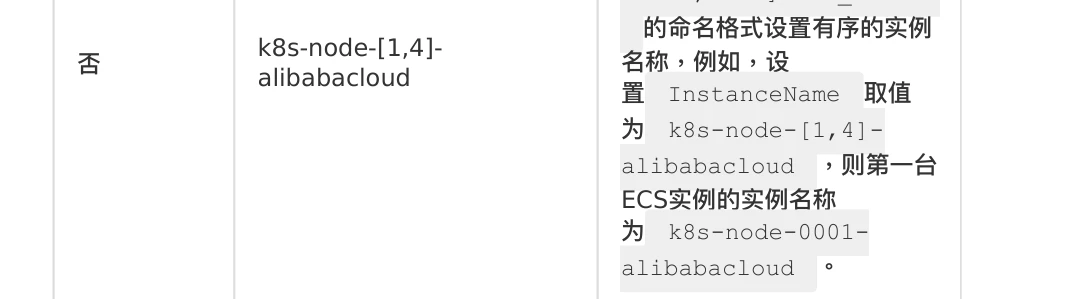 否
k8s-node-[1,4]-
alibabacloud
的命名格式设置有序的实例
名称，例如，设
置 InstanceName 取值
为 k8s-node-[1,4]-
alibabacloud ，则第一台
ECS实例的实例名称
为 k8s-node-0001-
alibabacloud 。